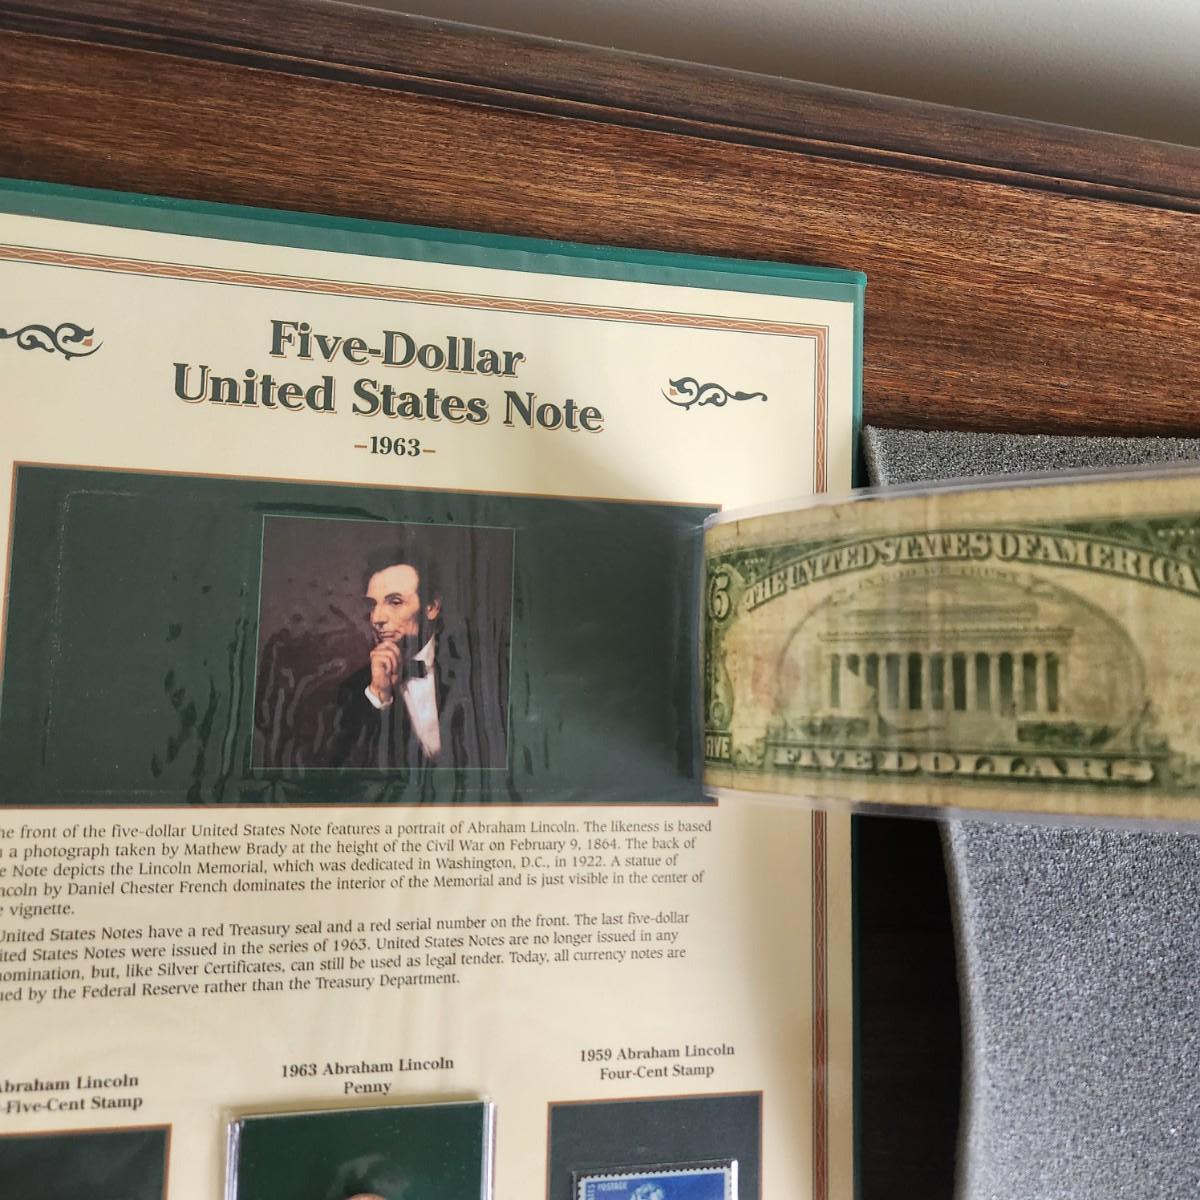 Five-Dollar
United States Note
–1963–
5
THE UNITED STATES OF AMERICA
IN GOD WE TRUST
FIVE DOLLARS
he front of the five-dollar United States Note features a portrait of Abraham Lincoln. The likeness is based
a photograph taken by Mathew Brady at the height of the Civil War on February 9, 1864. The back of
e Note depicts the Lincoln Memorial, which was dedicated in Washington, D.C., in 1922. A statue of
ncoln by Daniel Chester French dominates the interior of the Memorial and is just visible in the center of
e vignette.
United States Notes have a red Treasury seal and a red serial number on the front. The last five-dollar
ited States Notes were issued in the series of 1963. United States Notes are no longer issued in any
nomination, but, like Silver Certificates, can still be used as legal tender. Today, all currency notes are
ued by the Federal Reserve rather than the Treasury Department.
braham Lincoln
-Five-Cent Stamp
1963 Abraham Lincoln
Penny
1959 Abraham Lincoln
Four-Cent Stamp
POSTAGE